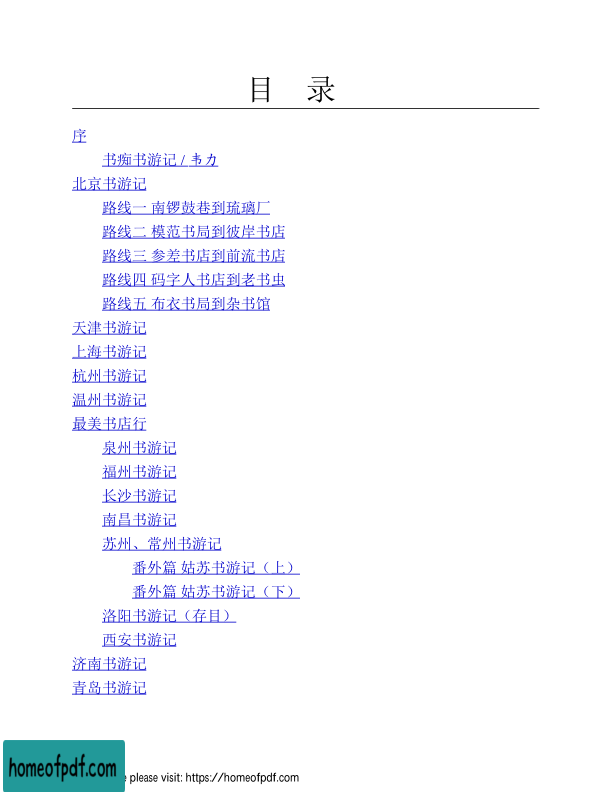 目 录
序
书痴书游记 / 韦力
北京书游记
路线一 南锣鼓巷到琉璃厂
路线二 模范书局到彼岸书店
路线三 参差书店到前流书店
路线四 码字人书店到老书虫
路线五 布衣书局到杂书馆
天津书游记
上海书游记
杭州书游记
温州书游记
最美书店行
泉州书游记
福州书游记
长沙书游记
南昌书游记
苏州、常州书游记
番外篇 姑苏书游记（上）
番外篇 姑苏书游记（下）
洛阳书游记（存目）
西安书游记
济南书游记
青岛书游记
homeofpdf.com
e please visit: https://homeofpdf.com